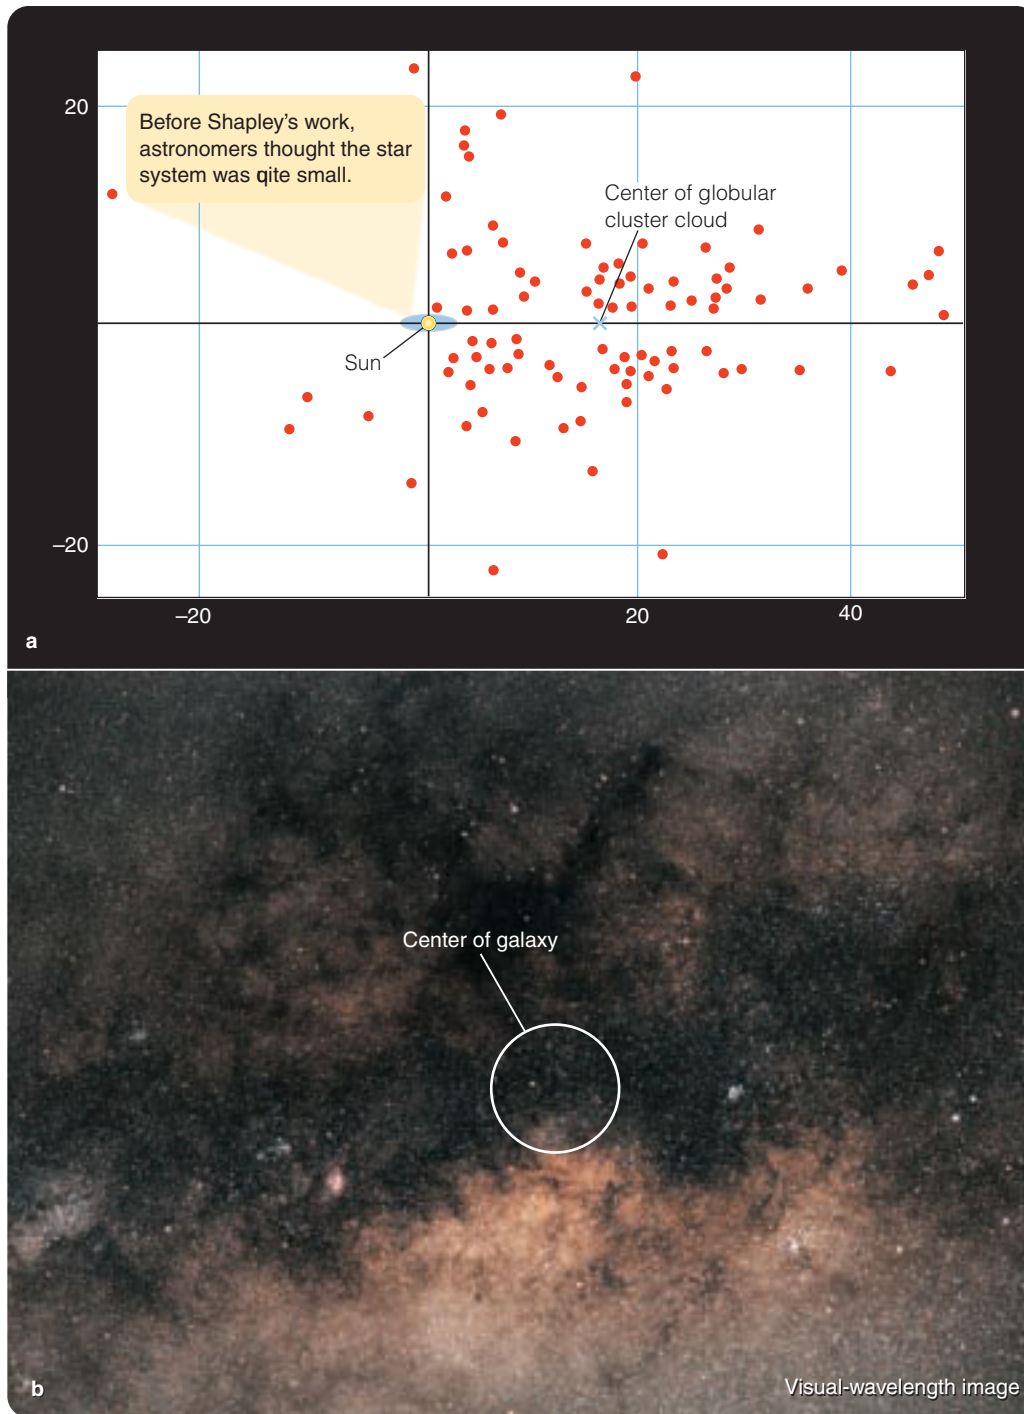 20
Before Shapley’s work,
astronomers thought the star
system was qite small.
Center of globular
cluster cloud
Sun
–20
–20
20
40
a
Center of galaxy
b
Visual-wavelength image